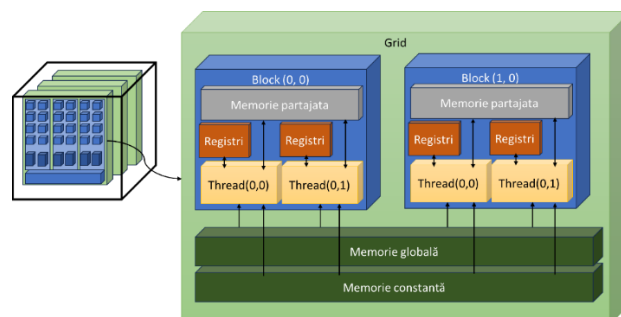 Grid
Block (0, 0)
Block (1, 0)
Memorie partajata
Memorie partajata
Registri
Registri
Registri
Registri
Thread(0,0)
Thread(0,1)
Thread(0,0)
Thread(0,1)
Memorie globală
Memorie constantă